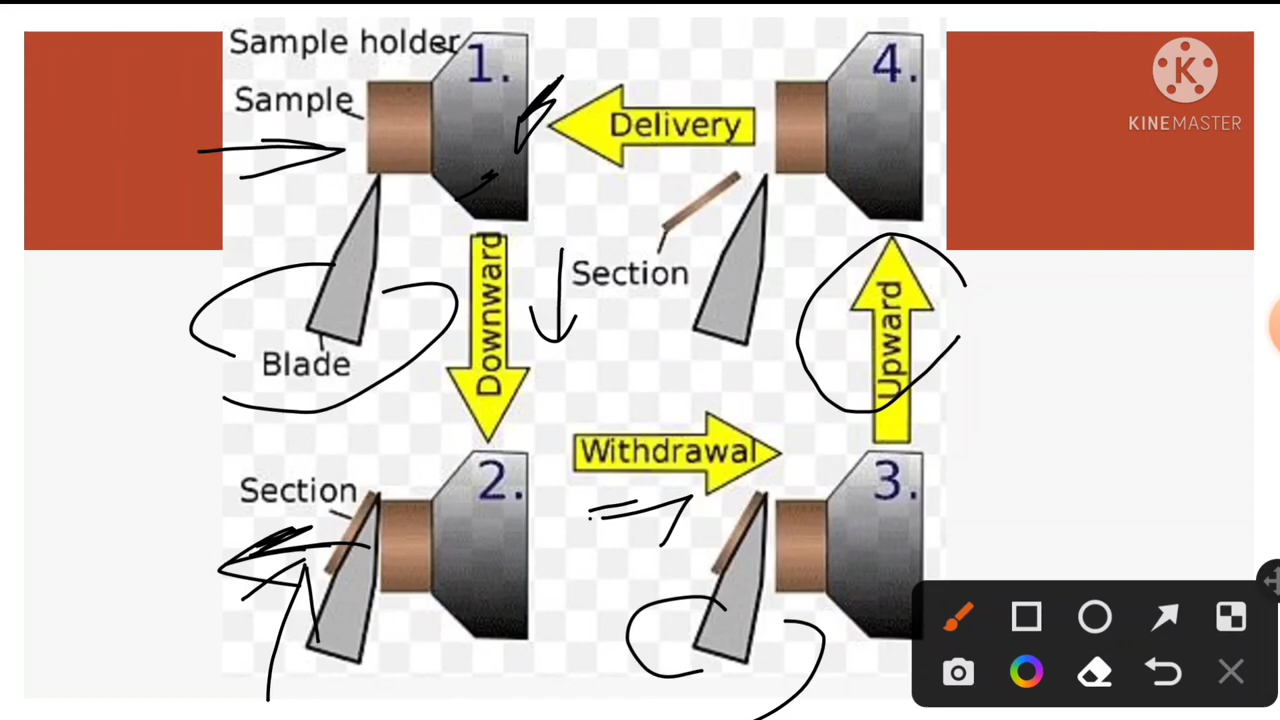 Sample holder
1.
Sample
Blade
Downward
Delivery
4.
Section
Upward
Section
2.
Withdrawal
3.
K
KINEMASTER